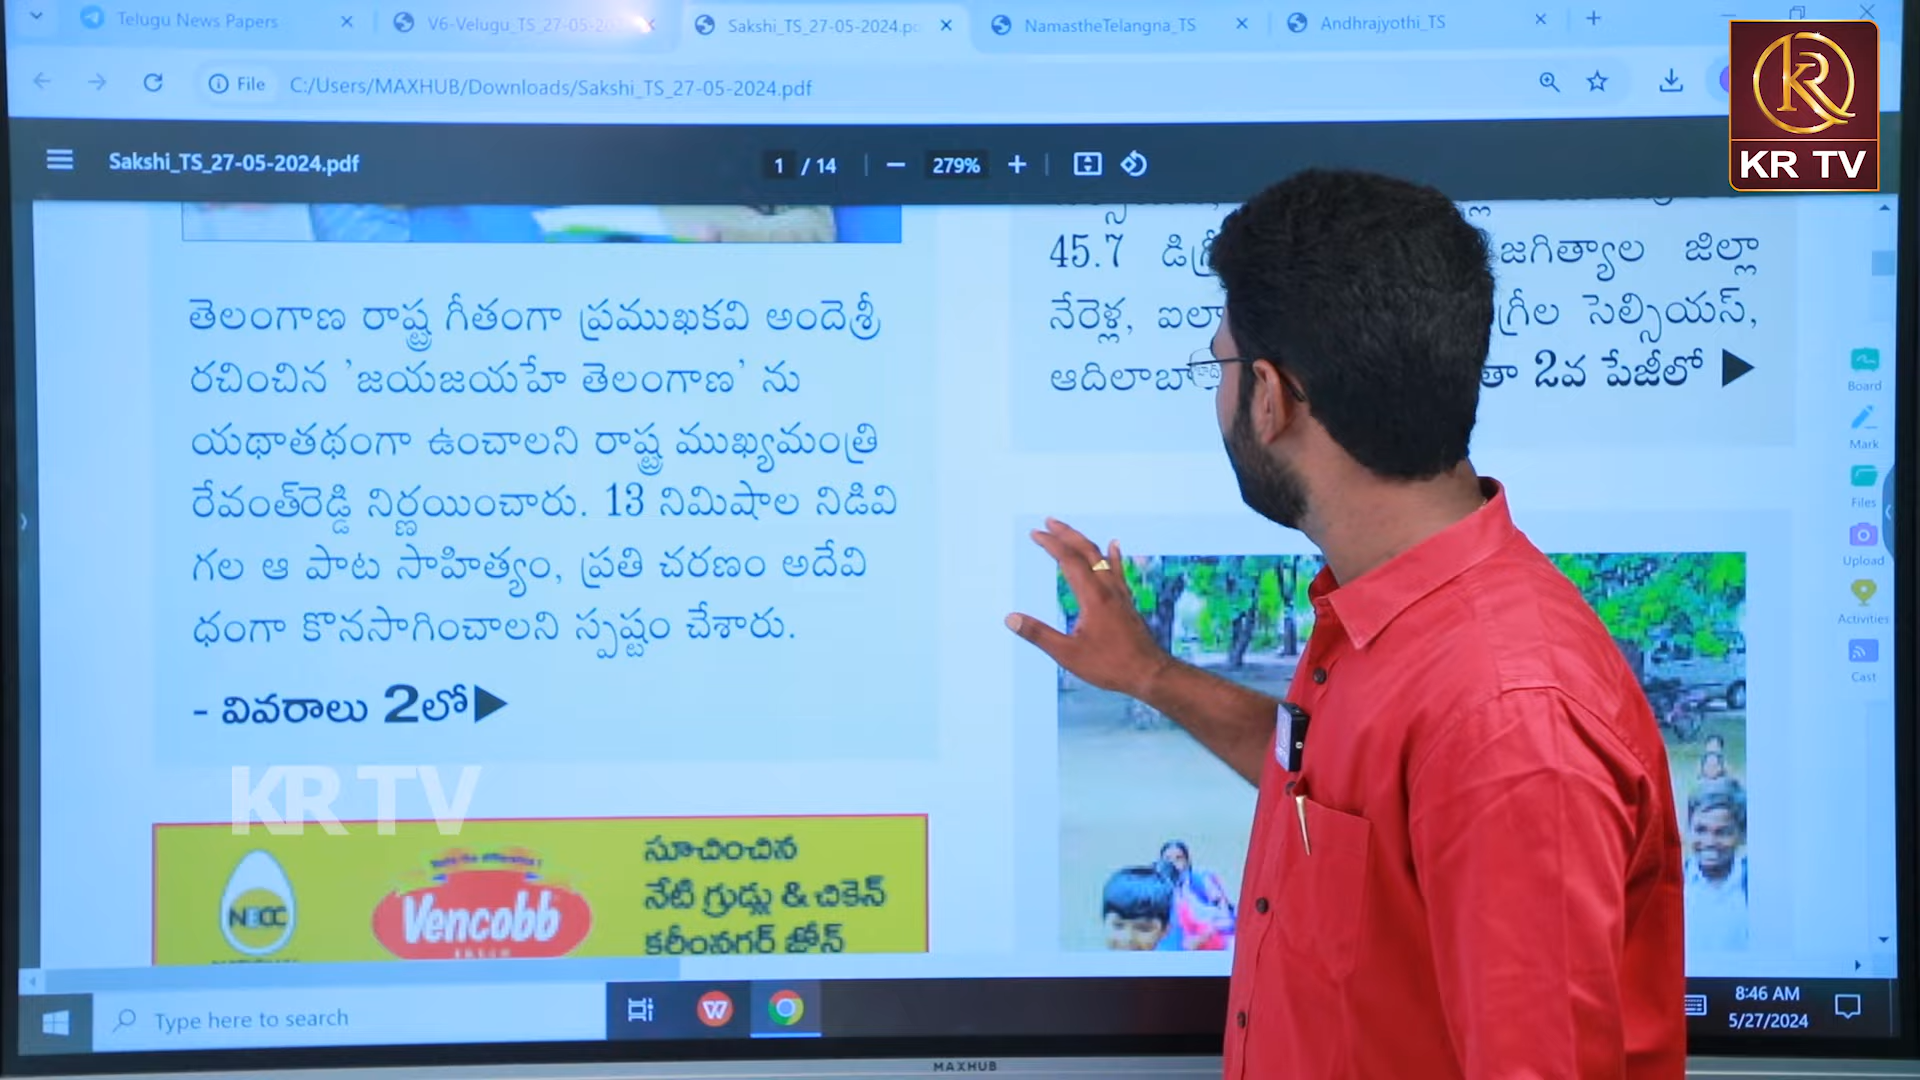 Telugu News Papers
V6-Velugu_TS_27-05-20
Sakshi_TS_27-05-2024.pd
NamastheTelangna_TS
Andhrajyothi_TS
File
C:/Users/MAXHUB/Downloads/Sakshi_TS_27-05-2024.pdf
KR TV
Sakshi_TS_27-05-2024.pdf
1 / 14
279%
తెలంగాణ రాష్ట్ర గీతంగా ప్రముఖకవి అందెశ్రీ
రచించిన 'జయజయహే తెలంగాణ' ను
యథాతథంగా ఉంచాలని రాష్ట్ర ముఖ్యమంత్రి
రేవంత్‌రెడ్డి నిర్ణయించారు. 13 నిమిషాల నిడివి
గల ఆ పాట సాహిత్యం, ప్రతి చరణం అదేవి
ధంగా కొనసాగించాలని స్పష్టం చేశారు.
- వివరాలు 2లో▶
45.7 జగిత్యాల జిల్లా
నేరెళ్ల, సెల్సియస్,
2వ పేజీలో ▶
Board
Mark
Files
Upload
Activities
Cast
KR TV
NECC
Vencobb
సూచించిన
నేటి గ్రుడ్లు & చికెన్
కరీంనగర్ జోన్
Type here to search
8:46 AM
5/27/2024
MAXHUB